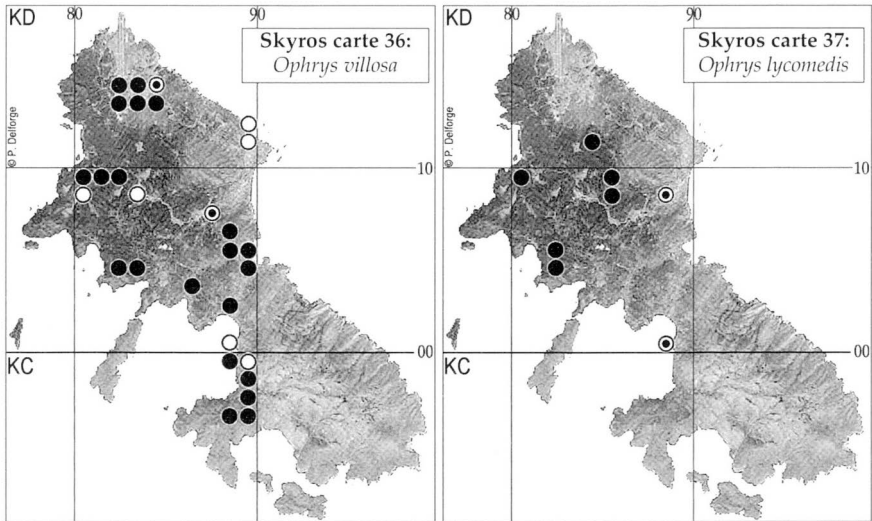 KD
80
90
Skyros carte 36:
Ophrys villosa
© P. Delforge
10
00
KC
KD
80
90
Skyros carte 37:
Ophrys lycomedis
© P. Delforge
10
00
KC